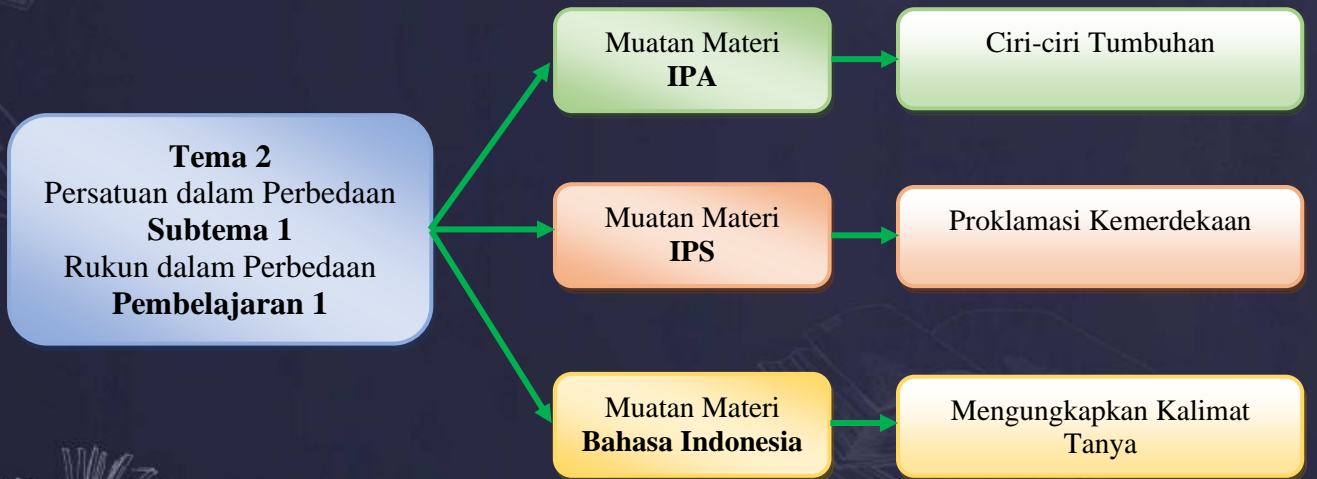 Tema 2
Persatuan dalam Perbedaan
Subtema 1
Rukun dalam Perbedaan
Pembelajaran 1
Muatan Materi
IPA
Ciri-ciri Tumbuhan
Muatan Materi
IPS
Proklamasi Kemerdekaan
Muatan Materi
Bahasa Indonesia
Mengungkapkan Kalimat
Tanya